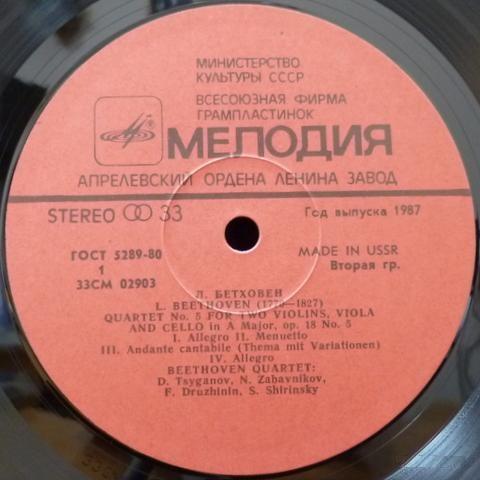 МИНИСТЕРСТВО
КУЛЬТУРЫ СССР
ВСЕСОЮЗНАЯ ФИРМА
ГРАМПЛАСТИНОК
МЕЛОДИЯ
АПРЕЛЕВСКИЙ ОРДЕНА ЛЕНИНА ЗАВОД
STEREO 33
Год выпуска 1987
ГОСТ 5289-80
MADE IN USSR
1
Вторая гр.
33СМ 02903
Л. БЕТХОВЕН
L. BEETHOVEN (1770—1827)
QUARTET No. 5 FOR TWO VIOLINS, VIOLA
AND CELLO in A Major, op. 18 No. 5
I. Allegro II. Menuetto
III. Andante cantabile (Thema mit Variationen)
IV. Allegro
BEETHOVEN QUARTET:
D. Tsyganov, N. Zabavnikov,
F. Druzhinin, S. Shirinsky